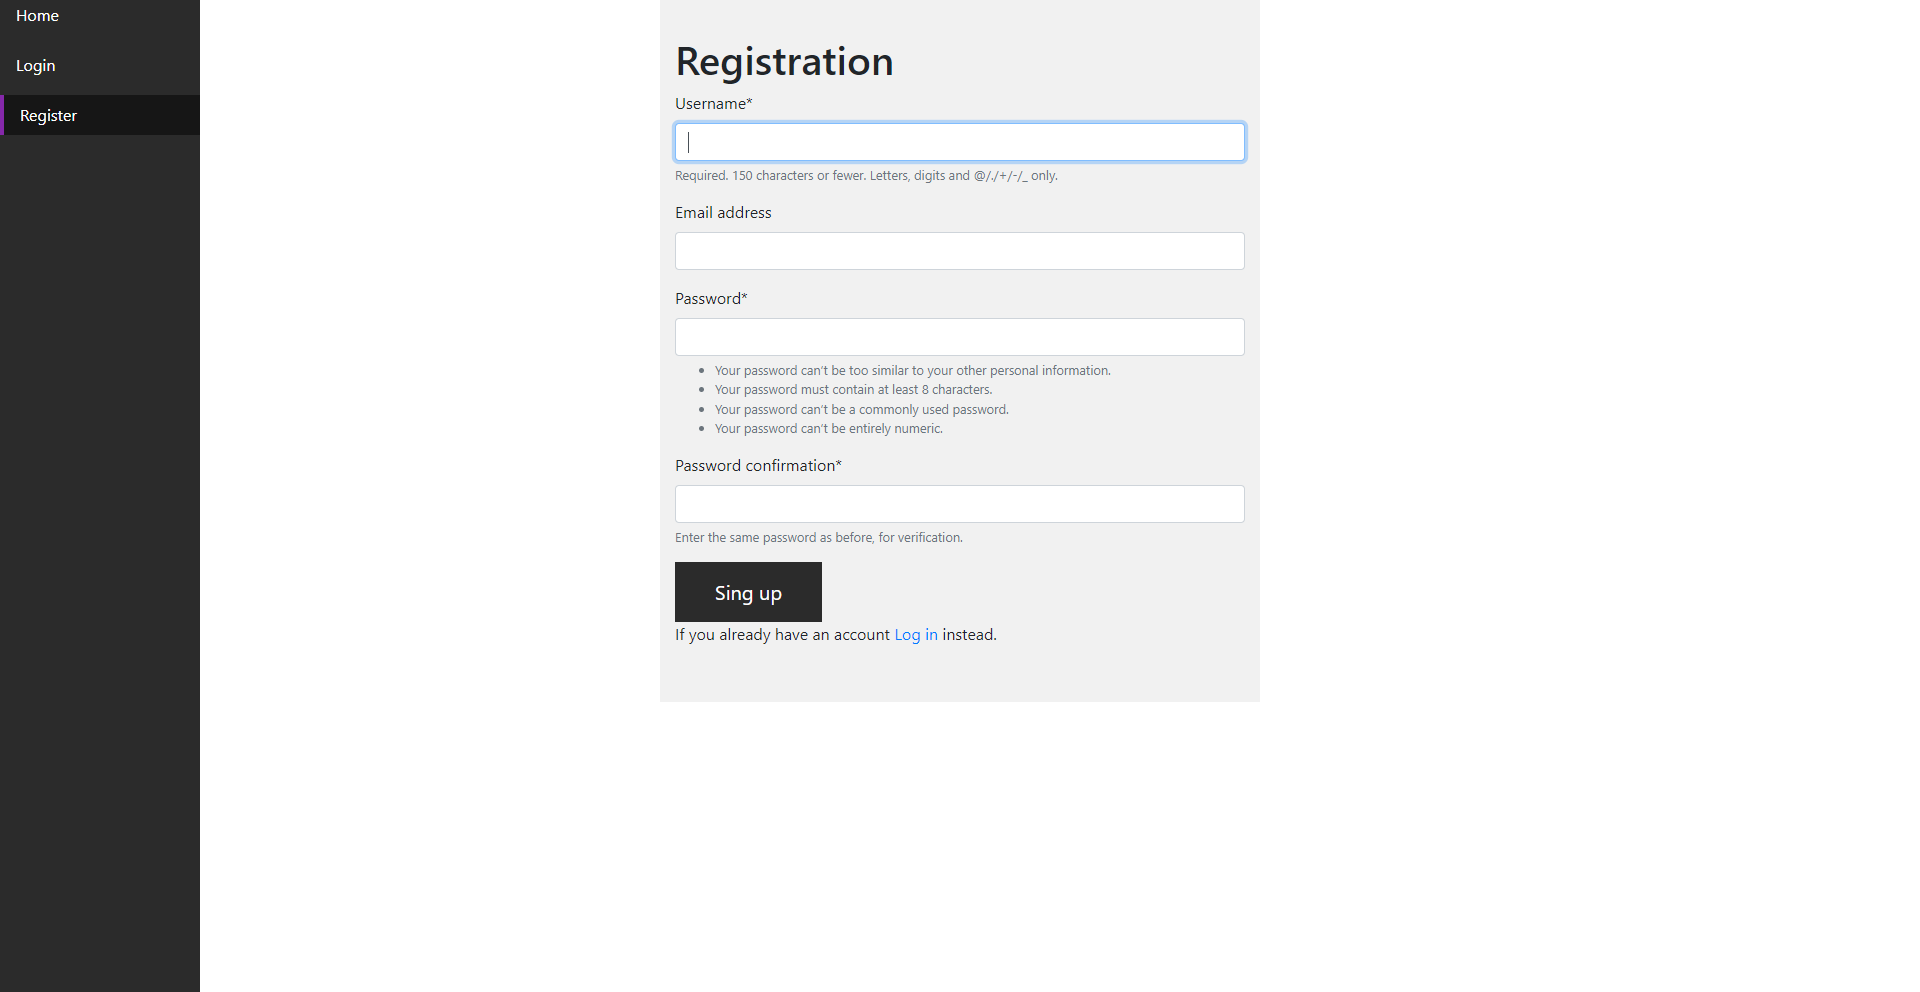 Home
Login
Register
Registration
Username*
Required. 150 characters or fewer. Letters, digits and @/./+/-/_ only.
Email address
Password*
Your password can't be too similar to your other personal information.
Your password must contain at least 8 characters.
Your password can't be a commonly used password.
Your password can't be entirely numeric.
Password confirmation*
Enter the same password as before, for verification.
Sing up
If you already have an account Log in instead.